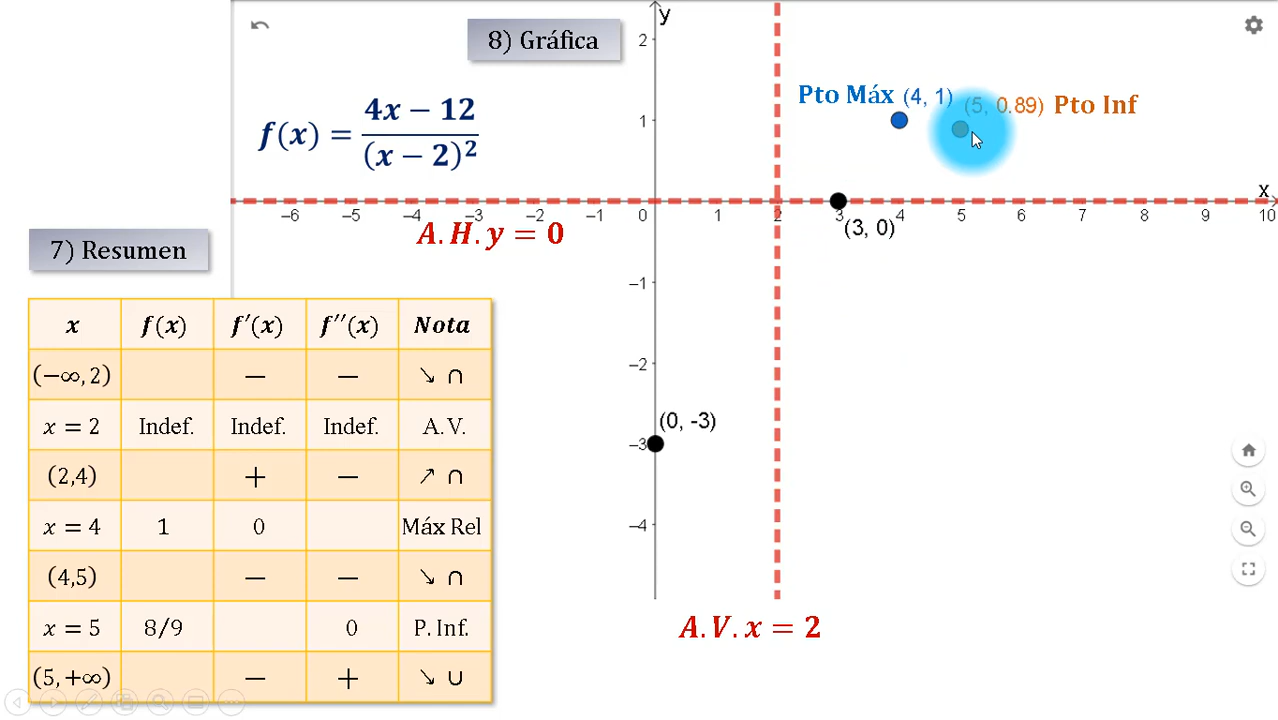 8) Gráfica
f(x) = \frac{4x - 12}{(x - 2)^2}
y
2
1
Pto Máx (4, 1)
(5, 0.89) Pto Inf
x
–6 –5 –4 –3 –2 –1 0 1 2 3 4 5 6 7 8 9 10
A.H. y = 0
(3, 0)
–1
–2
–3
–4
(0, -3)
A.V. x = 2
7) Resumen
x f(x) f′(x) f′′(x) Nota
(−∞, 2) − − ↘ ∩
x = 2 Indef. Indef. Indef. A.V.
(2,4) + − ↗ ∩
x = 4 1 0 Máx Rel
(4,5) − − ↘ ∩
x = 5 8/9 0 P. Inf.
(5, +∞) − + ↘ ∪